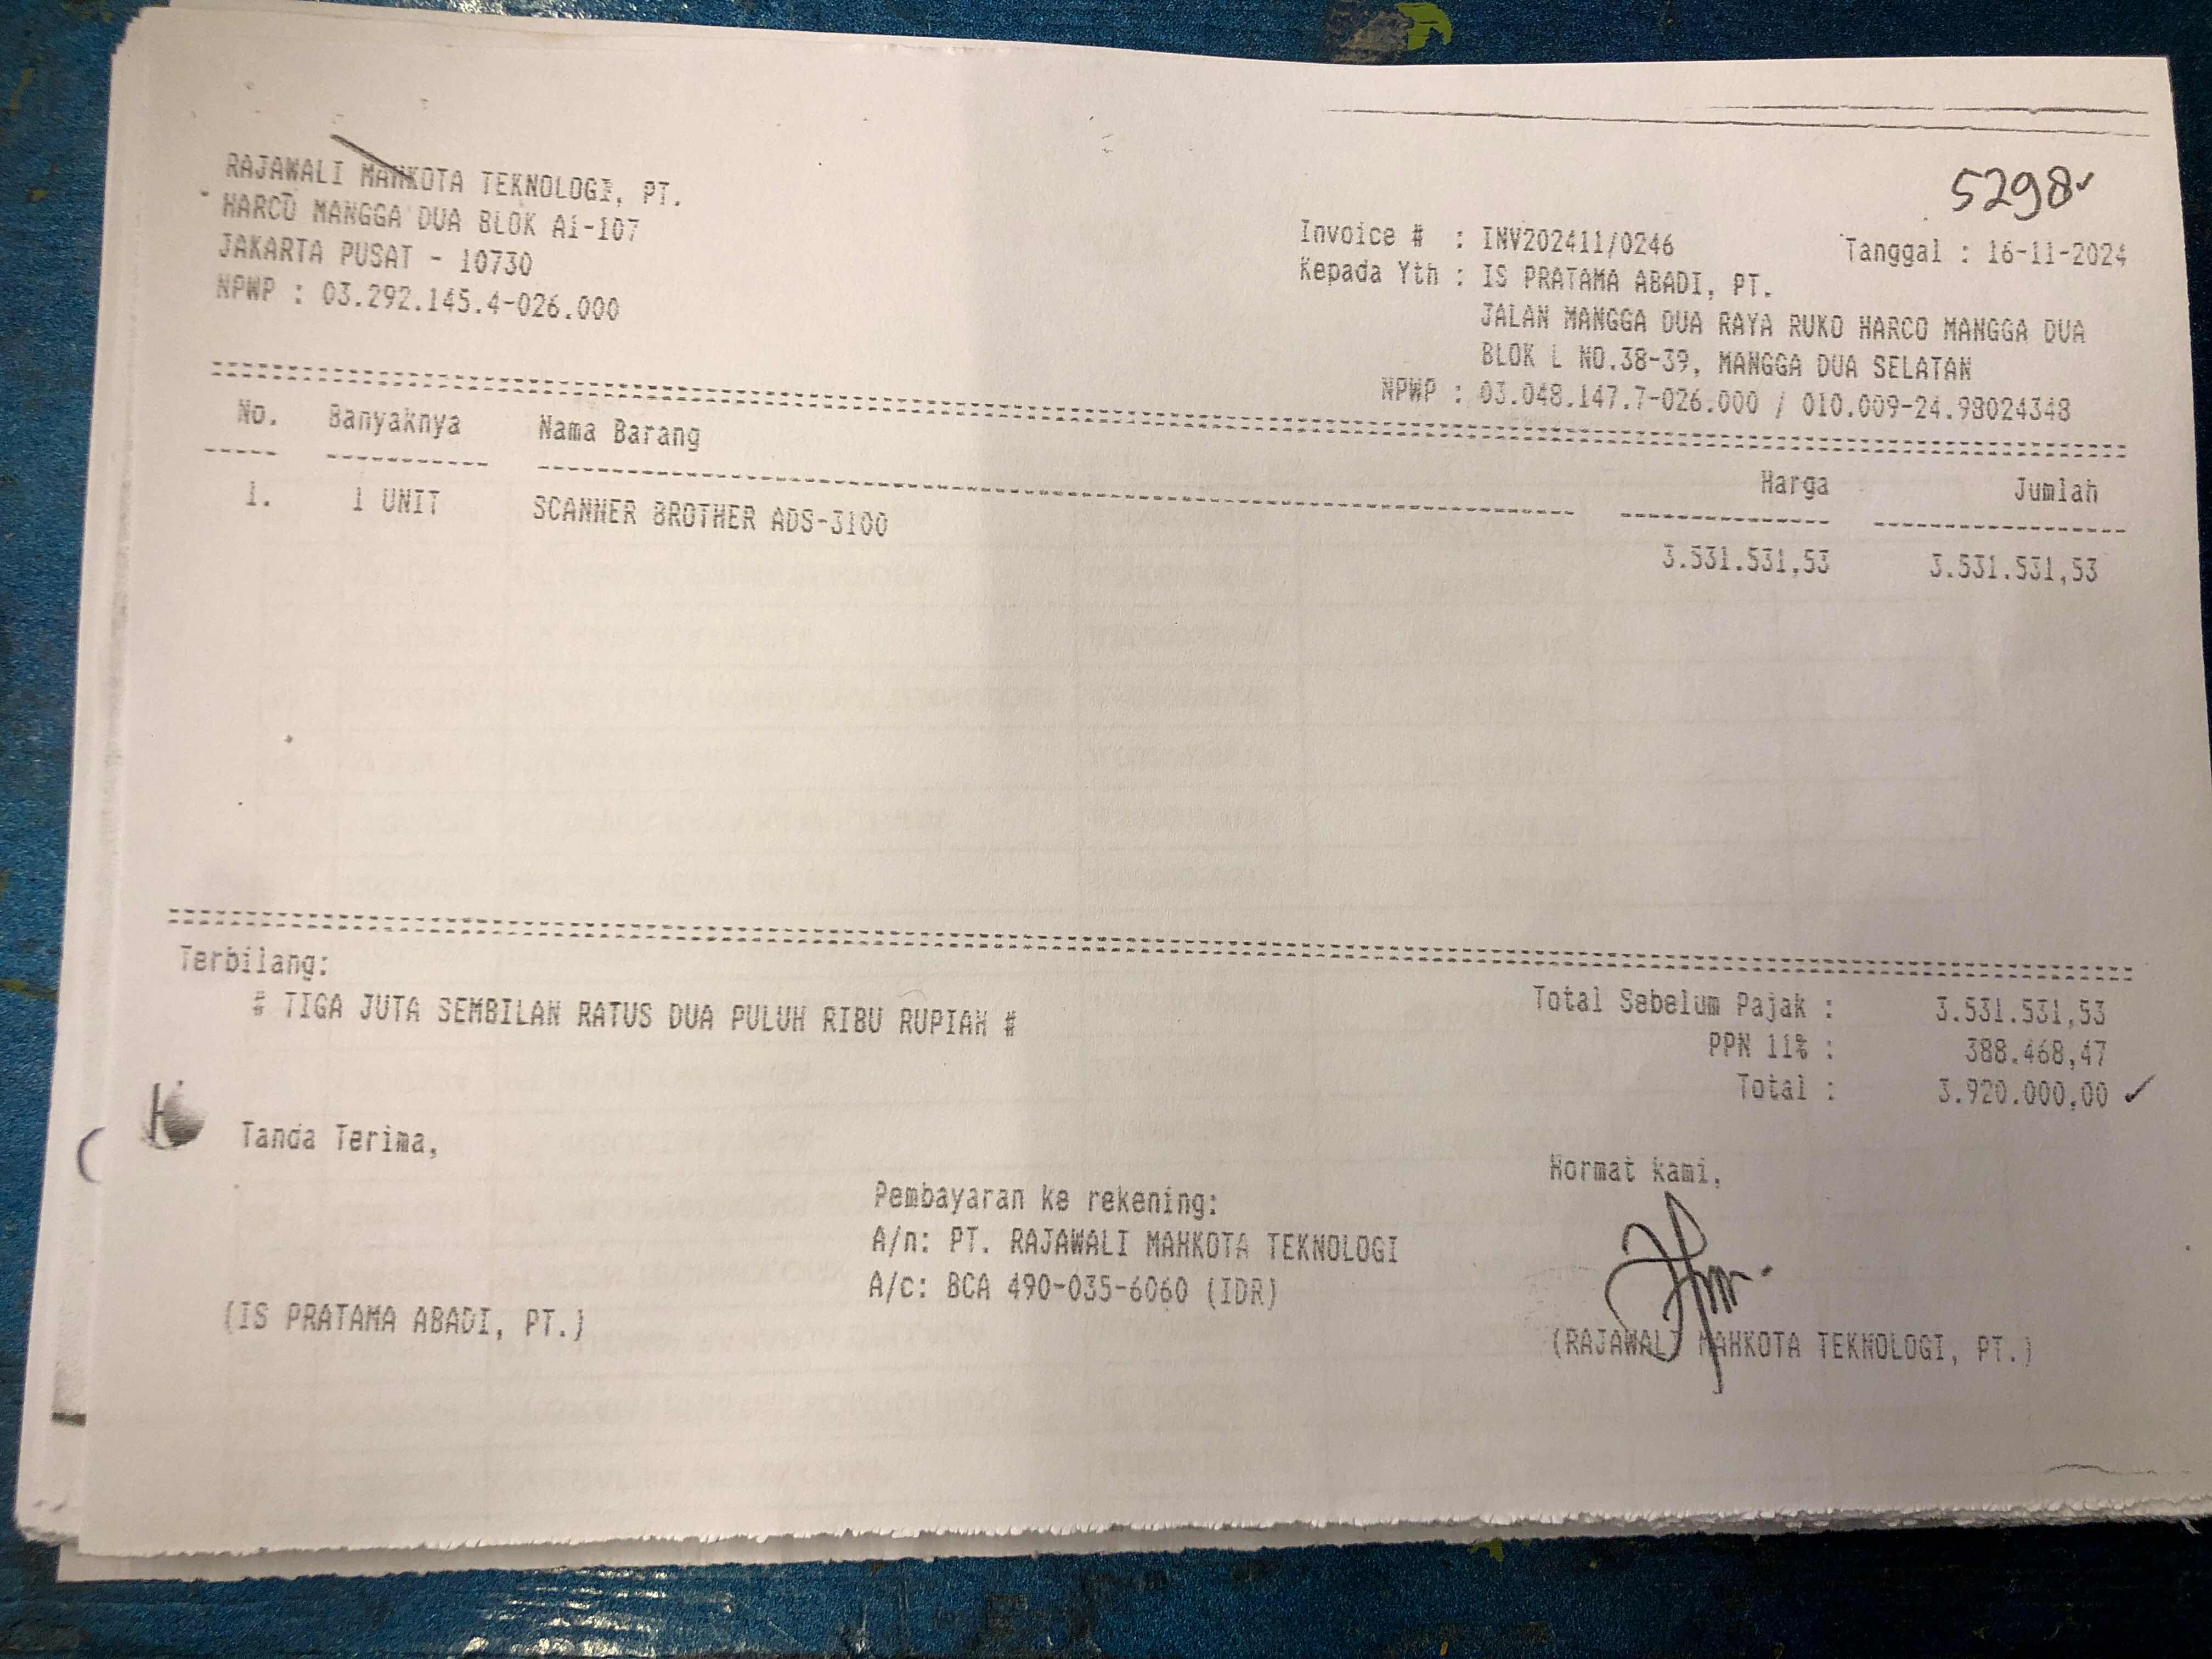 RAJAWALI MAHKOTA TEKNOLOGI, PT.
HARCO MANGGA DUA BLOK A1-107
JAKARTA PUSAT - 10730
NPWP : 03.292.145.4-026.000
5298
Invoice # : INV202411/0246 Tanggal : 16-11-2024
Kepada Yth : IS PRATAMA ABADI, PT.
JALAN MANGGA DUA RAYA RUKO HARCO MANGGA DUA
BLOK L NO.38-39, MANGGA DUA SELATAN
NPWP : 03.048.147.7-026.000 / 010.009-24.98024348
No. Banyaknya Nama Barang Harga Jumlah
1. 1 UNIT SCANNER BROTHER ADS-3100 3.531.531,53 3.531.531,53
Terbilang:
# TIGA JUTA SEMBILAN RATUS DUA PULUH RIBU RUPIAH #
Total Sebelum Pajak : 3.531.531,53
PPN 11% : 388.468,47
Total : 3.920.000,00 ✓
Tanda Terima,
Pembayaran ke rekening:
A/n: PT. RAJAWALI MAHKOTA TEKNOLOGI
A/c: BCA 490-035-6060 (IDR)
Hormat kami,
(IS PRATAMA ABADI, PT.)
(RAJAWALI MAHKOTA TEKNOLOGI, PT.)